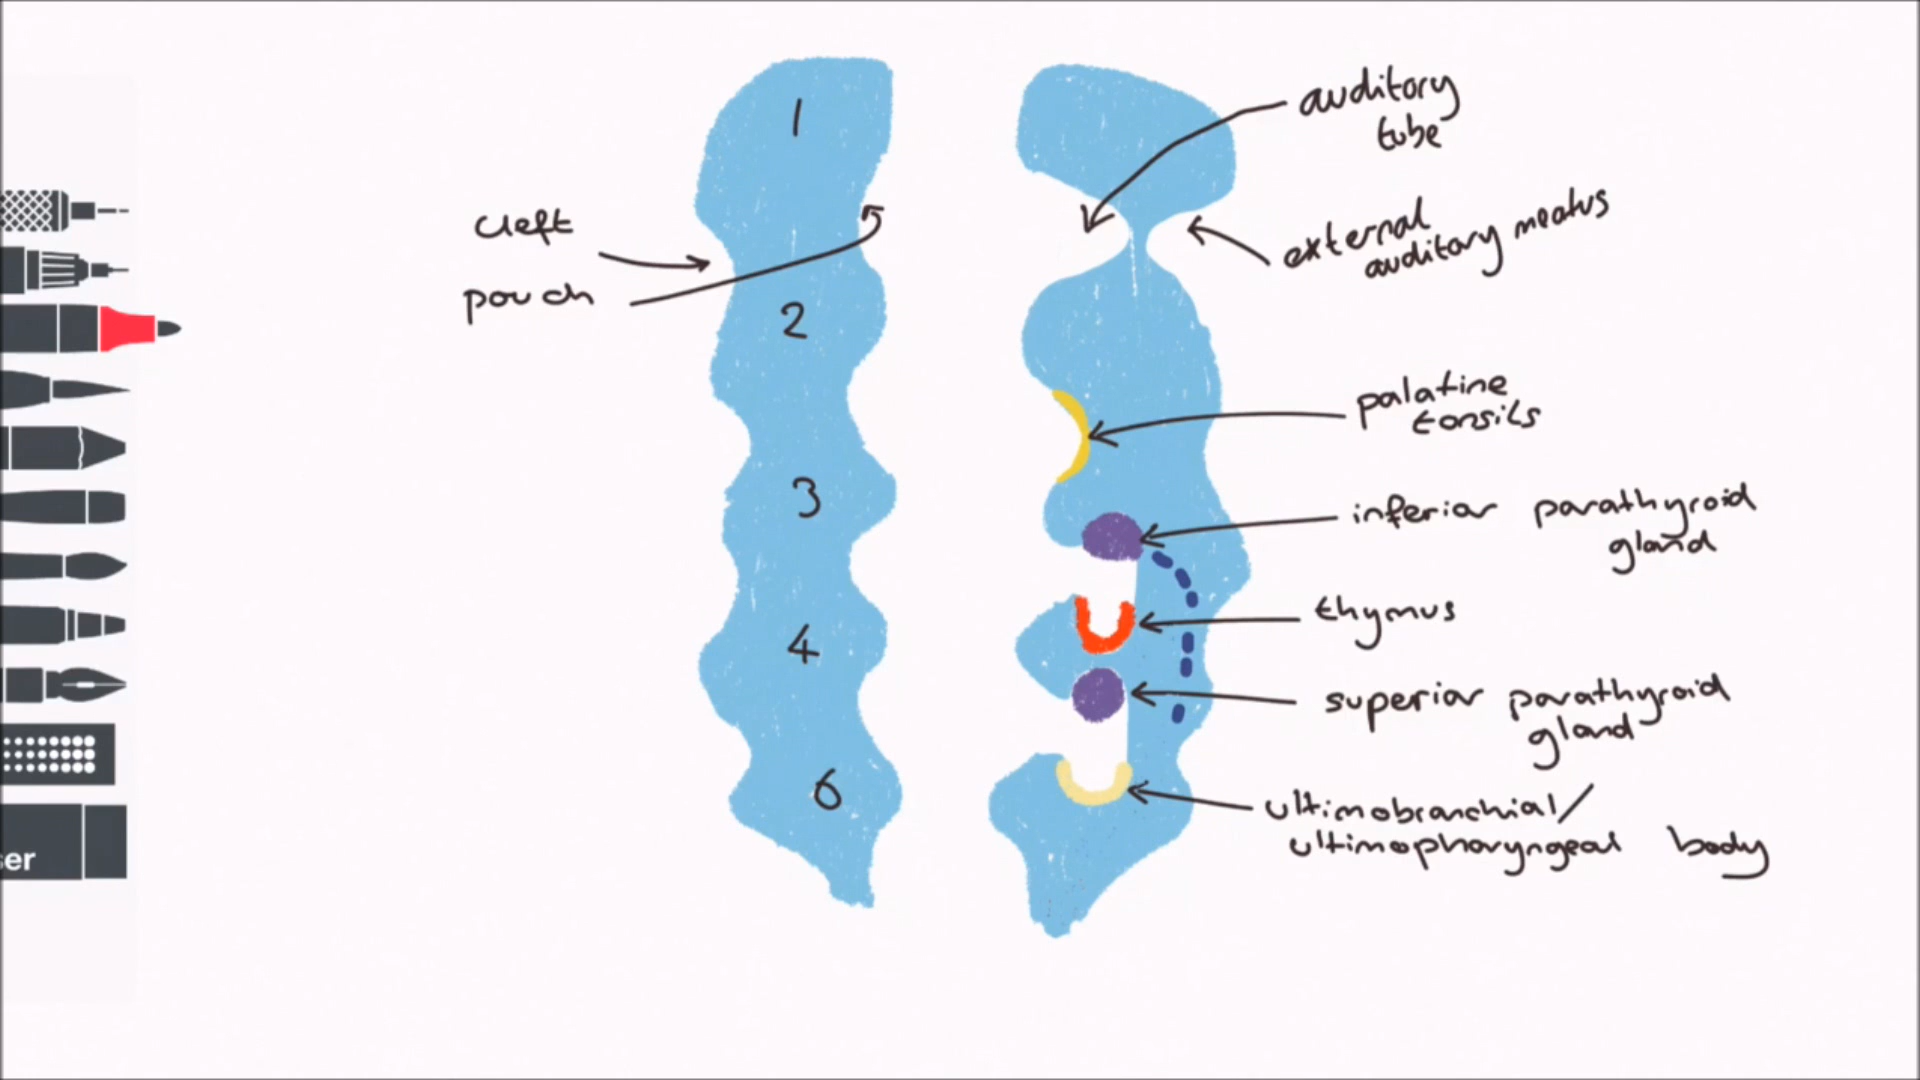 1
2
3
4
6
cleft
pouch
auditory
tube
external
auditory meatus
palatine
tonsils
inferior parathyroid
gland
thymus
superior parathyroid
gland
ultimobranchial/
ultimopharyngeal body
ser